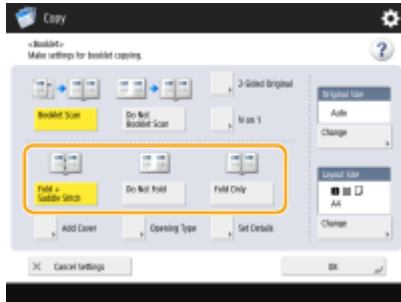 Copy
<Booklet>
Make settings for booklet copying.
?
2-Sided Original
Original Size
Booklet Scan
Do Not
Booklet Scan
N on 1
Auto
Change
Fold +
Saddle Stitch
Do Not Fold
Fold Only
Layout Size
A4
Add Cover
Opening Type
Set Details
Change
Cancel Settings
OK